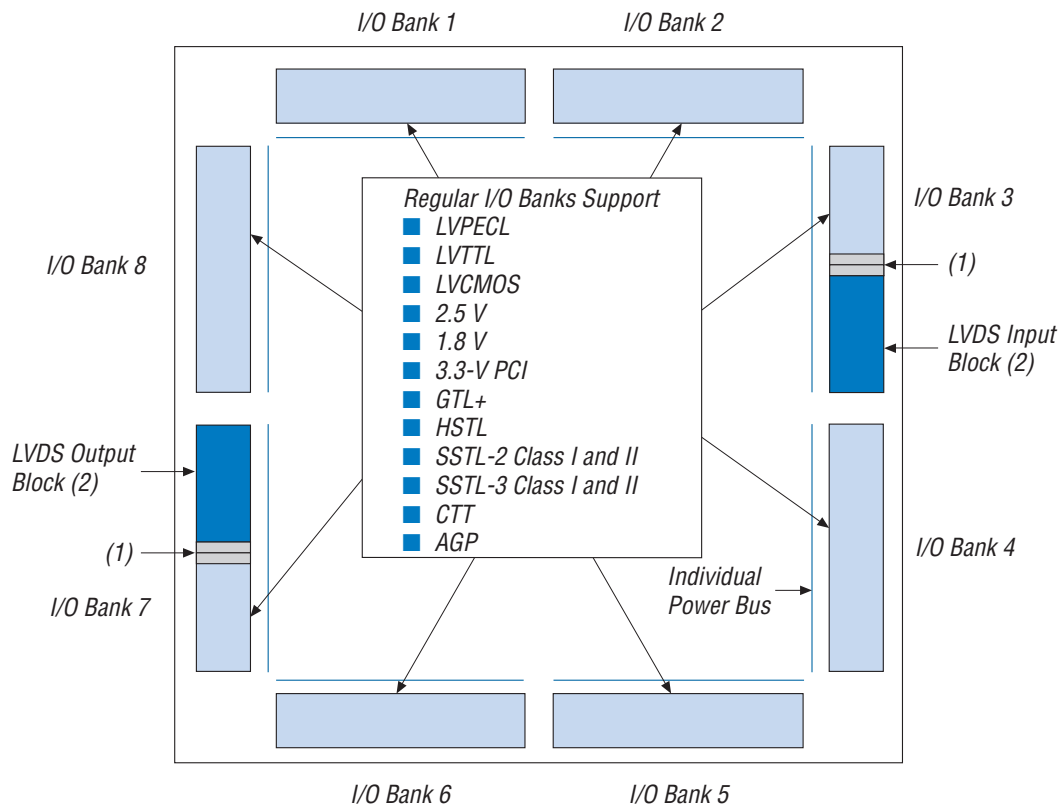 I/O Bank 1
I/O Bank 2
I/O Bank 3
(1)
LVDS Input
Block (2)
I/O Bank 8
Regular I/O Banks Support
LVPECL
LVTTL
LVCMOS
2.5 V
1.8 V
3.3-V PCI
GTL+
HSTL
SSTL-2 Class I and II
SSTL-3 Class I and II
CTT
AGP
LVDS Output
Block (2)
(1)
I/O Bank 7
Individual
Power Bus
I/O Bank 4
I/O Bank 6
I/O Bank 5